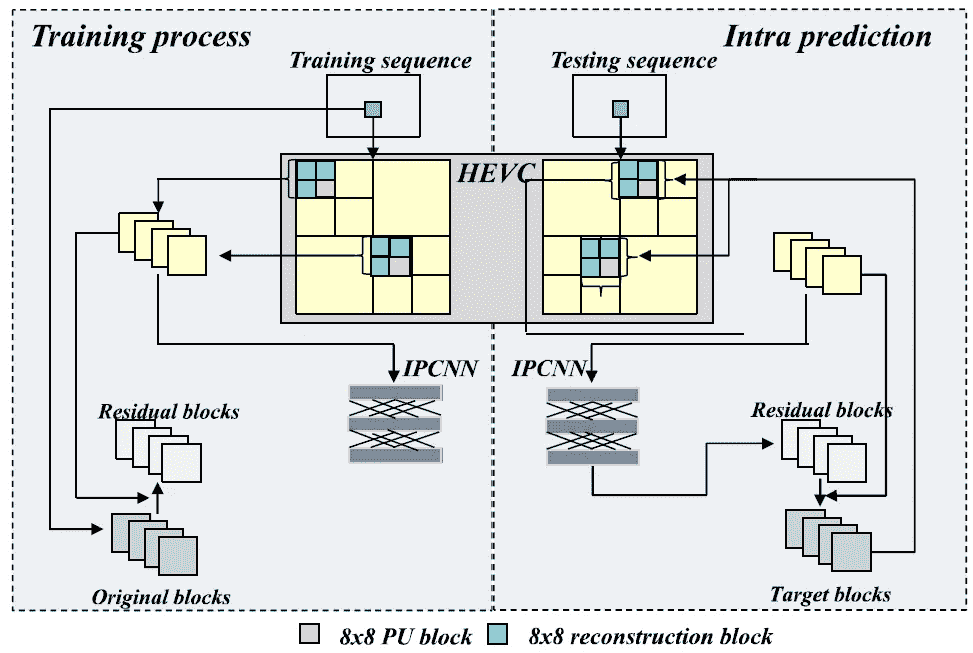 Training process
Intra prediction
Training sequence
Testing sequence
HEVC
IPCNN
IPCNN
Residual blocks
Residual blocks
Original blocks
Target blocks
8x8 PU block
8x8 reconstruction block